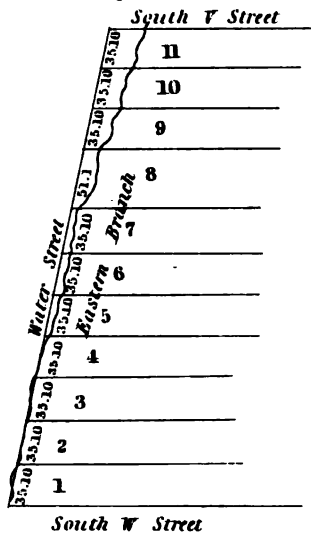 South V Street
35.10 11
35.10 10
35.10 9
51.1 8
35.10 7
35.10 6
35.10 5
35.10 4
35.10 3
35.10 2
35.10 1
Water Street
Eastern Branch
South W Street